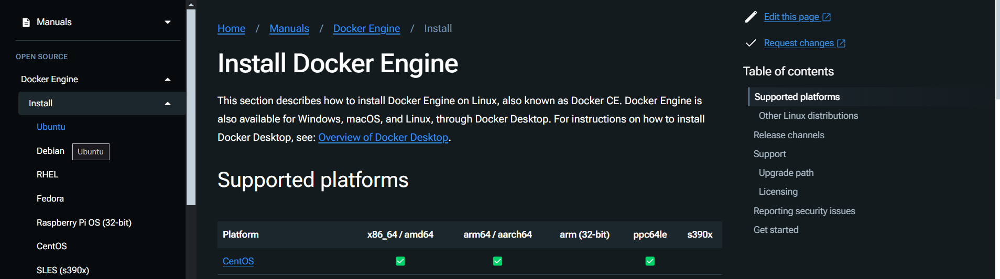 Manuals
OPEN SOURCE
Docker Engine
Install
Ubuntu
Debian
Ubuntu
RHEL
Fedora
Raspberry Pi OS (32-bit)
CentOS
SLES (s390x)
Home / Manuals / Docker Engine / Install
Install Docker Engine
This section describes how to install Docker Engine on Linux, also known as Docker CE. Docker Engine is
also available for Windows, macOS, and Linux, through Docker Desktop. For instructions on how to install
Docker Desktop, see: Overview of Docker Desktop.
Supported platforms
Platform x86_64 / amd64 arm64 / aarch64 arm (32-bit) ppc64le s390x
CentOS ✅ ✅ ✅
Edit this page
Request changes
Table of contents
Supported platforms
Other Linux distributions
Release channels
Support
Upgrade path
Licensing
Reporting security issues
Get started